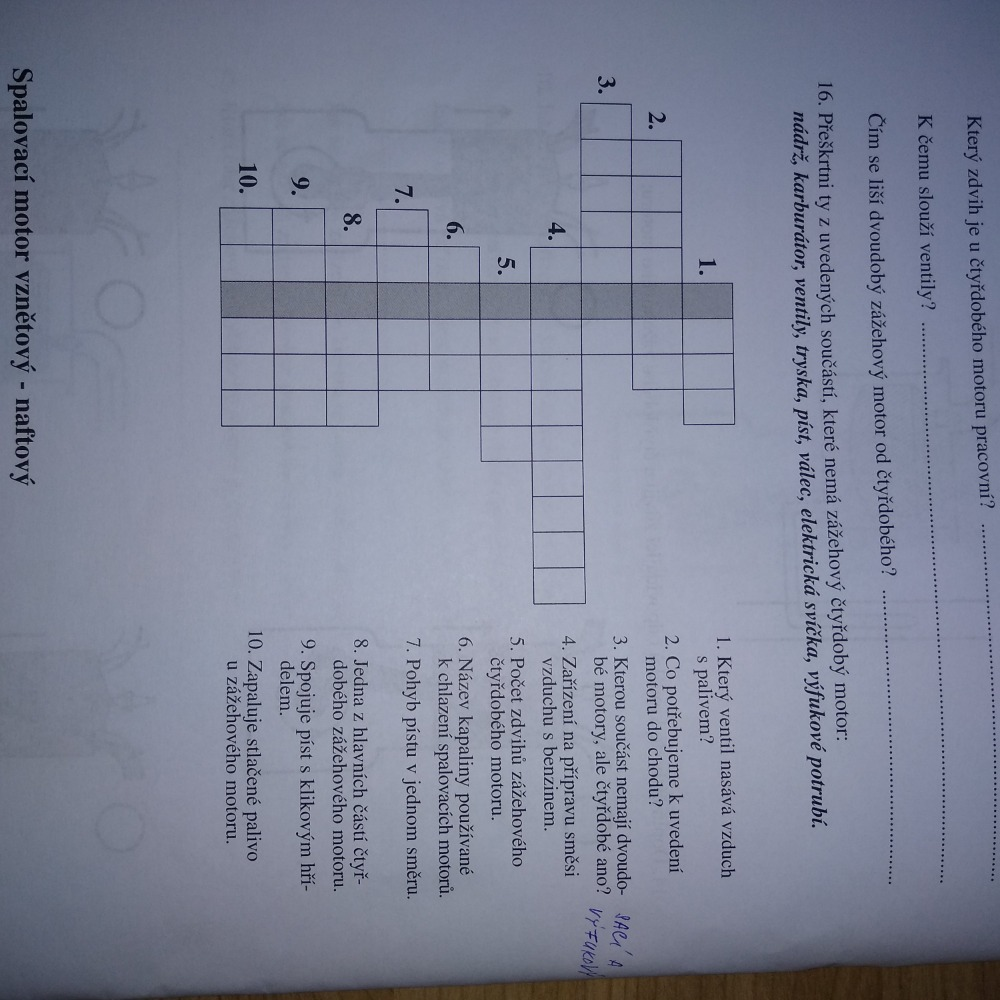 Který zdvih je u čtyřdobého motoru pracovní? ................................
K čemu slouží ventily? ................................................................................
Čím se liší dvoudobý zážehový motor od čtyřdobého? ................................................
16. Přeškrtni ty z uvedených součástí, které nemá zážehový čtyřdobý motor:
nádrž, karburátor, ventily, tryska, píst, válec, elektrická svíčka, výfukové potrubí.
1.
2.
3.
4.
5.
6.
7.
8.
9.
10.
1. Který ventil nasává vzduch
s palivem?
2. Co potřebujeme k uvedení
motoru do chodu?
3. Kterou součást nemají dvoudo-
bé motory, ale čtyřdobé ano?
SACÍ A
VÝFUKOVÝ
4. Zařízení na přípravu směsi
vzduchu s benzinem.
5. Počet zdvihů zážehového
čtyřdobého motoru.
6. Název kapaliny používané
k chlazení spalovacích motorů.
7. Pohyb pístu v jednom směru.
8. Jedna z hlavních částí čtyř-
dobého zážehového motoru.
9. Spojuje píst s klikovým hří-
delem.
10. Zapaluje stlačené palivo
u zážehového motoru.
Spalovací motor vznětový - naftový